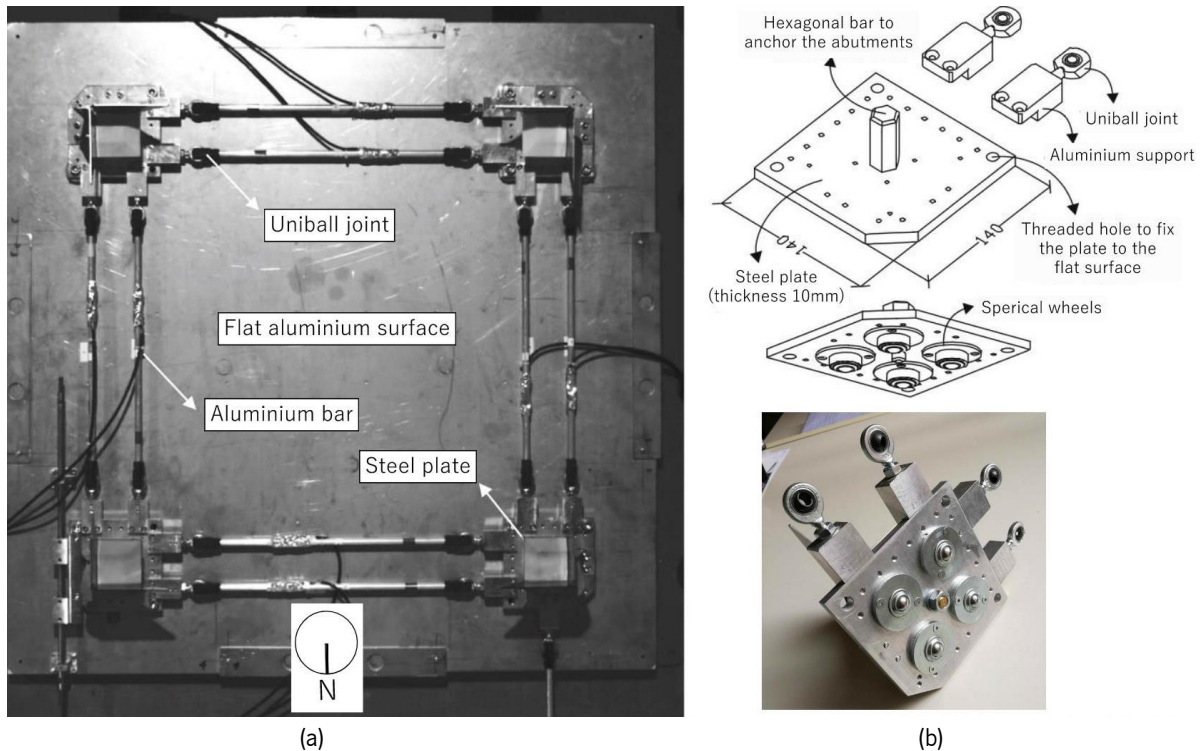 Uniball joint
Flat aluminium surface
Aluminium bar
Steel plate
N
(a)
Hexagonal bar to
anchor the abutments
Uniball joint
Aluminium support
140
140
Threaded hole to fix
the plate to the
flat surface
Steel plate
(thickness 10mm)
Sperical wheels
(b)